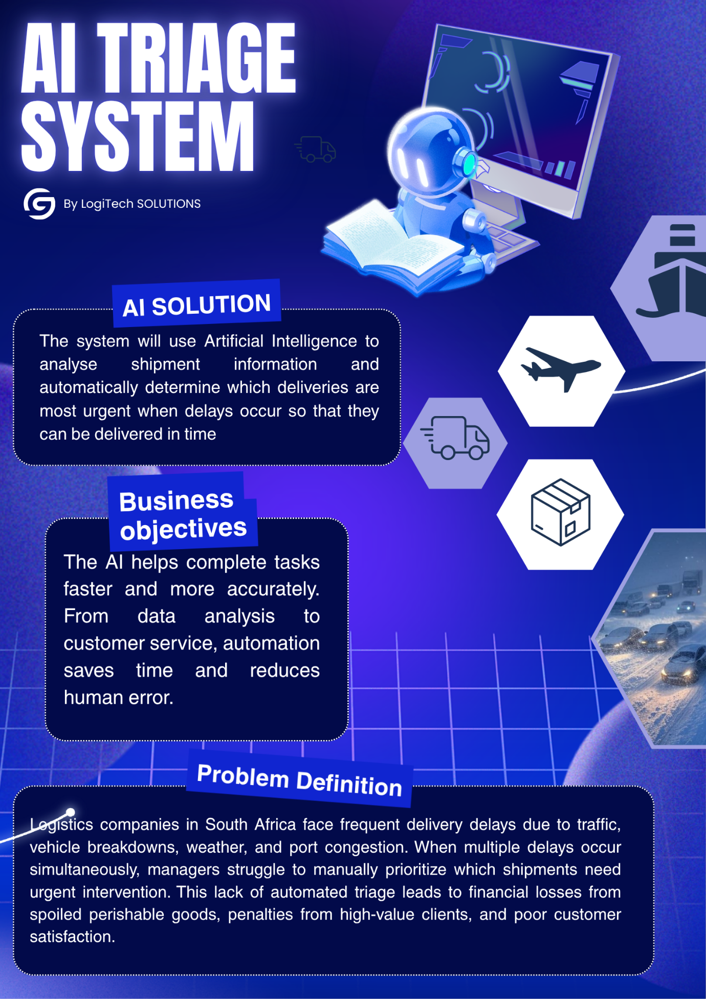 AI TRIAGE
SYSTEM
By LogiTech SOLUTIONS
AI SOLUTION
The system will use Artificial Intelligence to
analyse shipment information and
automatically determine which deliveries are
most urgent when delays occur so that they
can be delivered in time
Business
objectives
The AI helps complete tasks
faster and more accurately.
From data analysis to
customer service, automation
saves time and reduces
human error.
Problem Definition
Logistics companies in South Africa face frequent delivery delays due to traffic,
vehicle breakdowns, weather, and port congestion. When multiple delays occur
simultaneously, managers struggle to manually prioritize which shipments need
urgent intervention. This lack of automated triage leads to financial losses from
spoiled perishable goods, penalties from high-value clients, and poor customer
satisfaction.